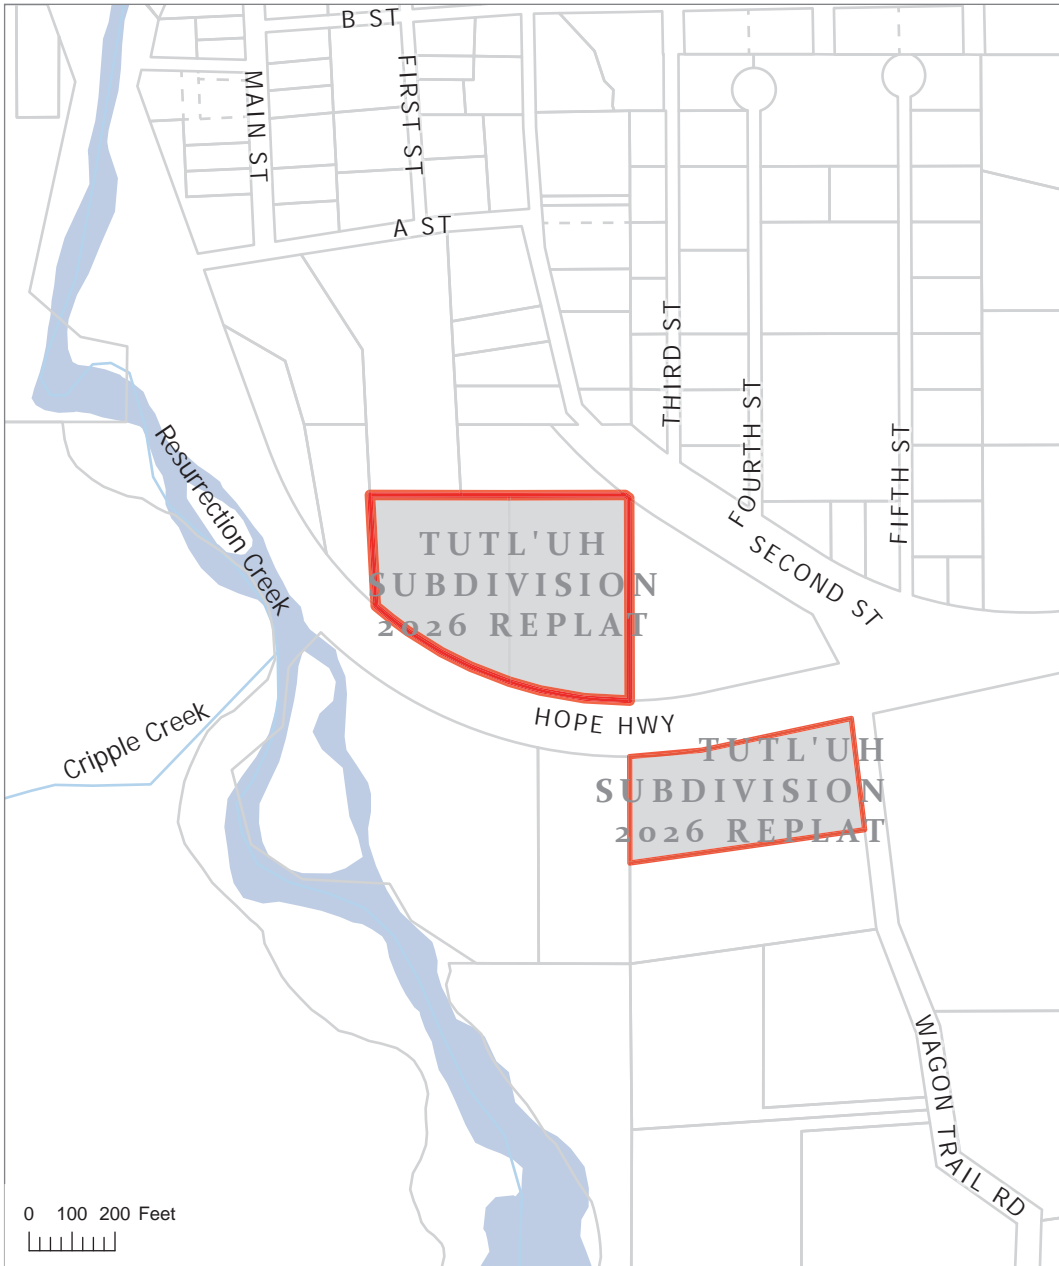 B ST
MAIN ST
FIRST ST
A ST
THIRD ST
FOURTH ST
FIFTH ST
SECOND ST
Resurrection Creek
TUTL'UH
SUBDIVISION
2026 REPLAT
Cripple Creek
HOPE HWY
TUTL'UH
SUBDIVISION
2026 REPLAT
WAGON TRAIL RD
0 100 200 Feet